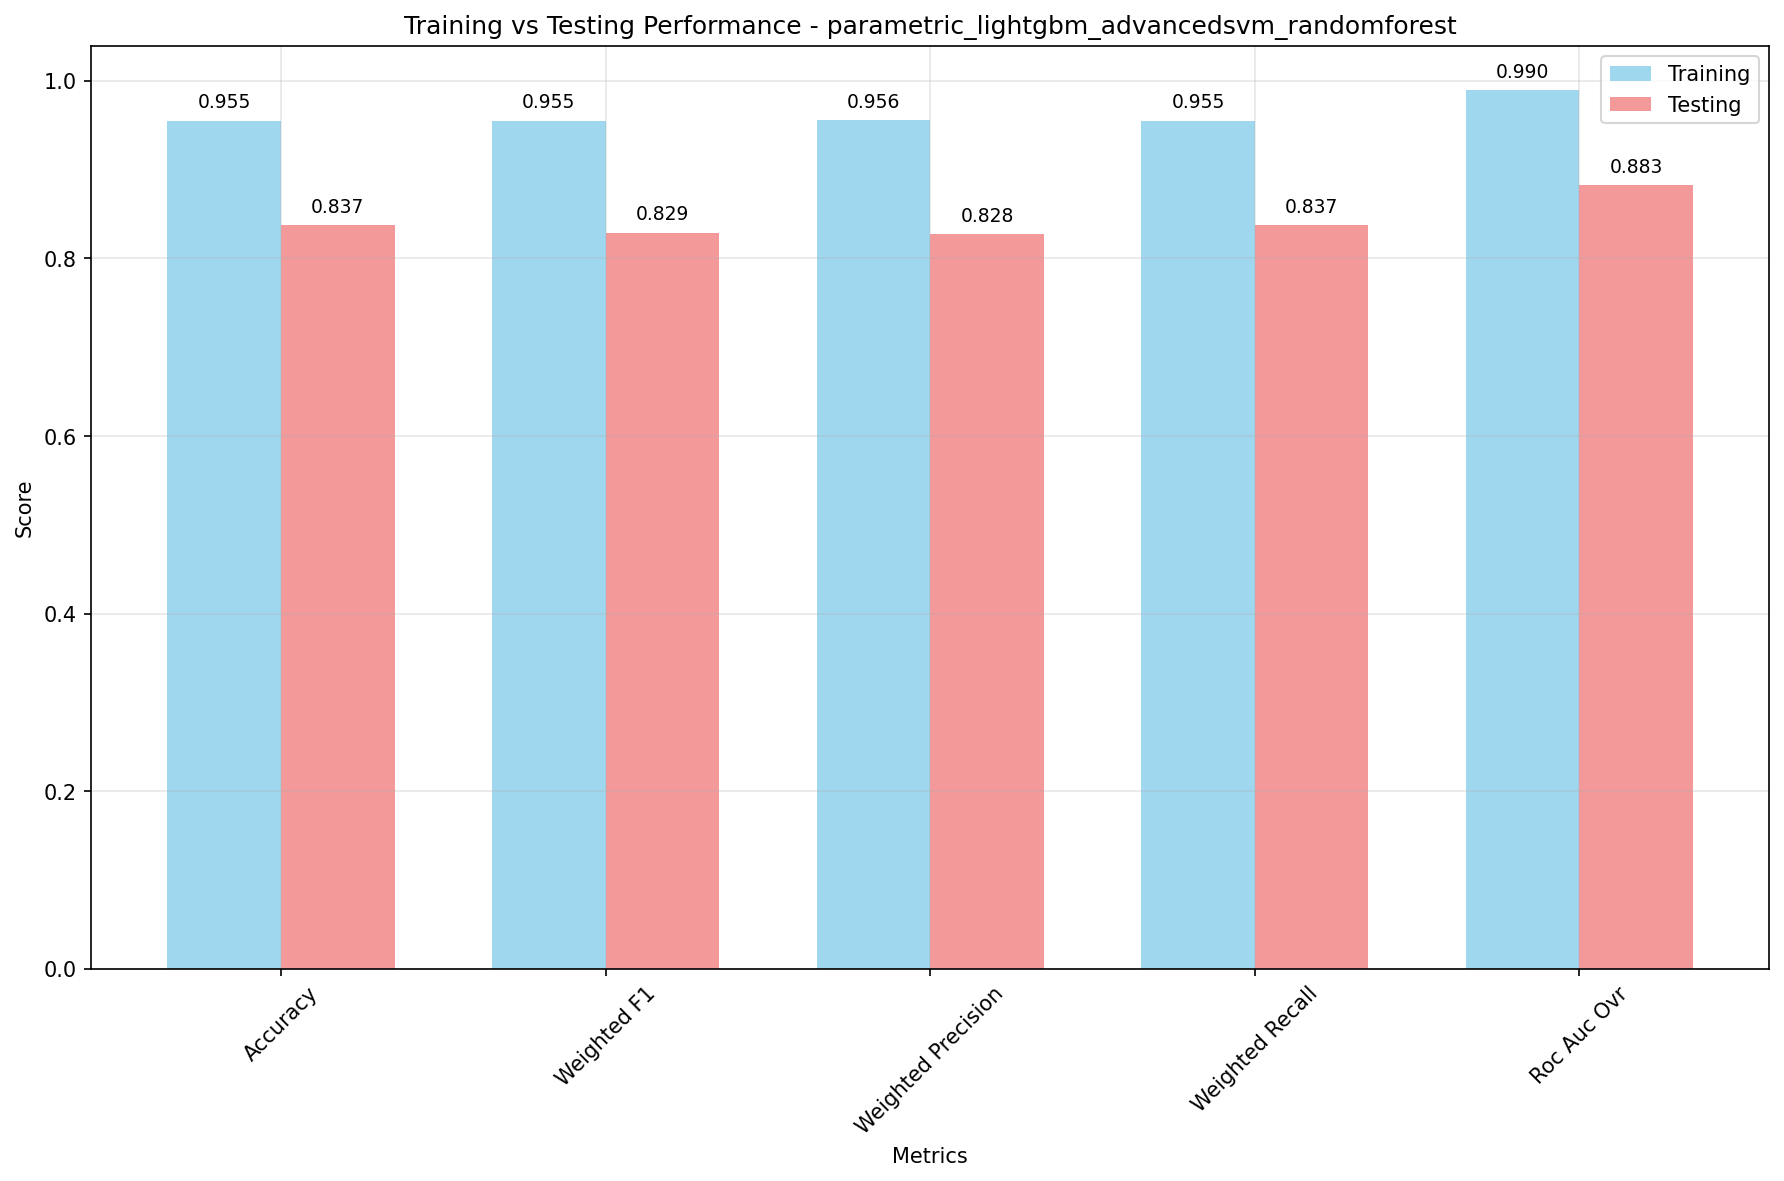 Training vs Testing Performance - parametric_lightgbm_advancedsvm_randomforest
Training
Testing
0.955
0.837
0.955
0.829
0.956
0.828
0.955
0.837
0.990
0.883
1.0
0.8
0.6
0.4
0.2
0.0
Score
Accuracy
Weighted F1
Weighted Precision
Weighted Recall
Roc Auc Ovr
Metrics